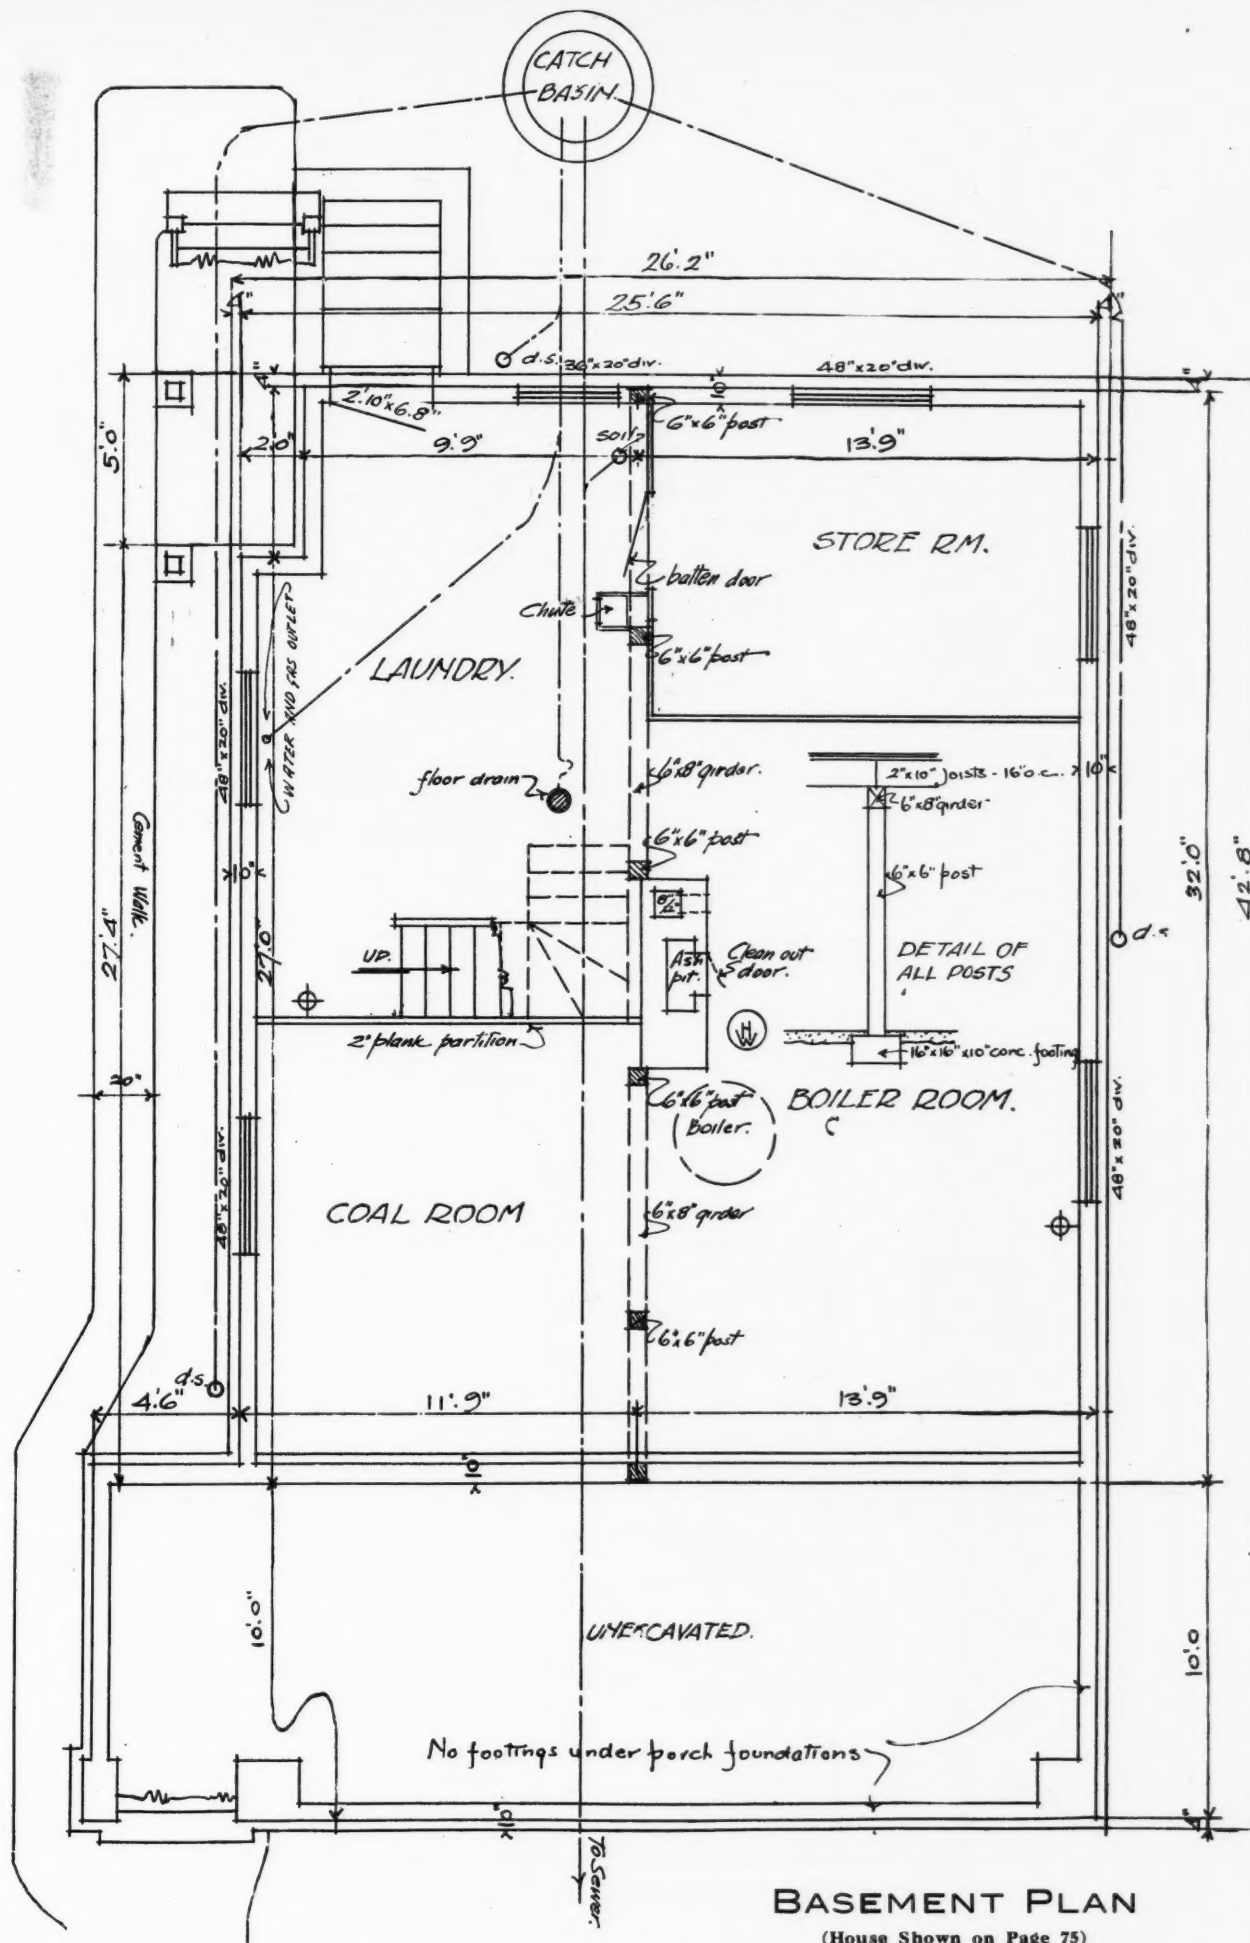 CATCH
BASIN.
26'.2"
25'.6"
4"
4"
d.s.
36"x20" div.
48"x20" div.
4"
4"
2'.10" x 6'.8"
10"
6"x6" post
5'.0"
2'.0"
9'.9"
Soil
13'.9"
STORE RM.
batten door
Chute
48"x20" div.
WATER AND GAS OUTLET
LAUNDRY.
6"x6" post
48"x20" div.
floor drain
6"x8" girder.
2"x10" joists - 16" o.c.
10"
6"x8" girder
6"x6" post
6"x6" post
Cement Walk.
10"
32'.0"
42'.8"
27'.4"
27'.0"
UP.
Ash
pit.
Clean out
door.
DETAIL OF
ALL POSTS
d.s.
2" plank partition
H
W
16"x16"x10" conc. footing
20"
6"x6" post
Boiler.
BOILER ROOM.
48"x20" div.
48"x20" div.
COAL ROOM
6"x8" girder
6"x6" post
d.s.
4'.6"
11'.9"
13'.9"
10"
10'.0"
UNEXCAVATED.
10'.0
No footings under porch foundations
10"
4"
To Sewer.
BASEMENT PLAN
(House Shown on Page 75)